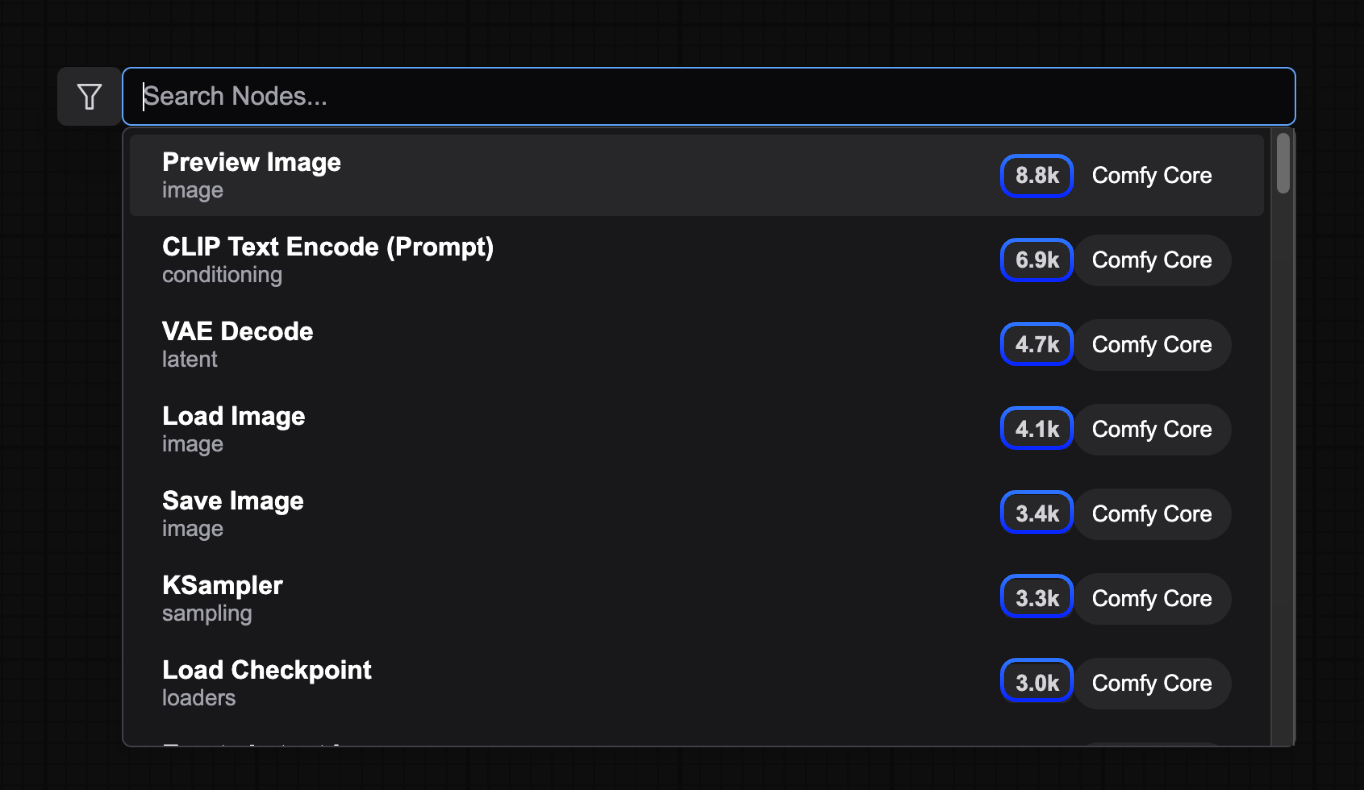 Search Nodes...
Preview Image
image
8.8k Comfy Core
CLIP Text Encode (Prompt)
conditioning
6.9k Comfy Core
VAE Decode
latent
4.7k Comfy Core
Load Image
image
4.1k Comfy Core
Save Image
image
3.4k Comfy Core
KSampler
sampling
3.3k Comfy Core
Load Checkpoint
loaders
3.0k Comfy Core